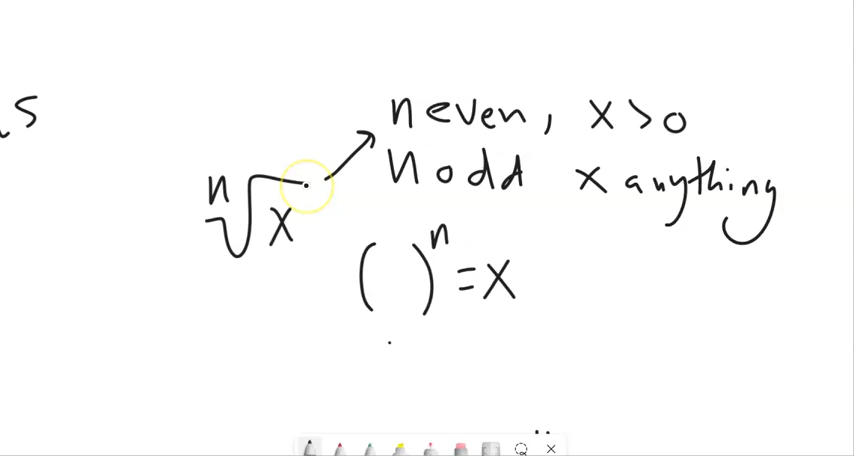 s
n even, x > 0
n odd x anything
ⁿ√x
( )ⁿ = x